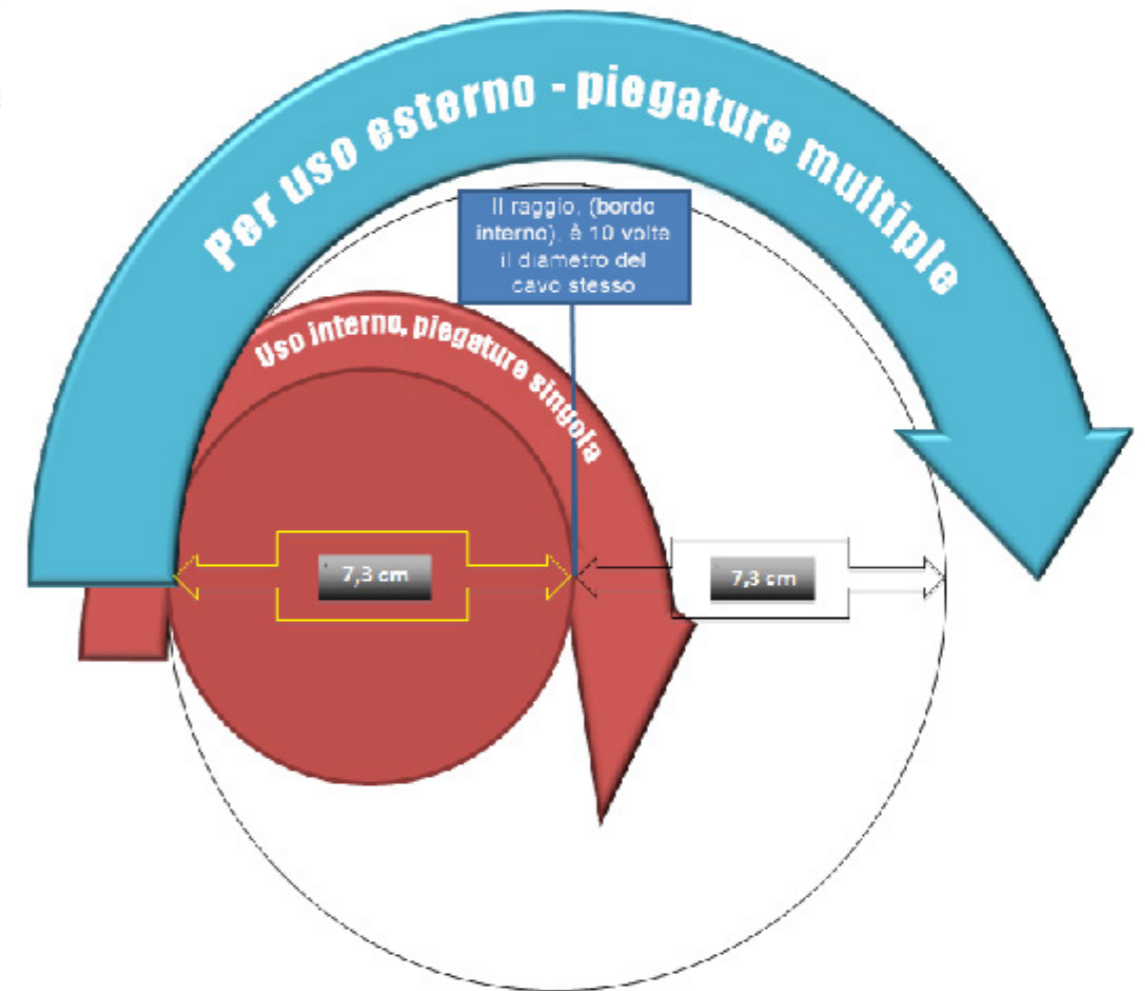 Per uso esterno - piegature multiple
Il raggio, (bordo
interno), è 10 volte
il diametro del
cavo stesso
Uso interno, piegature singola
7,3 cm
7,3 cm